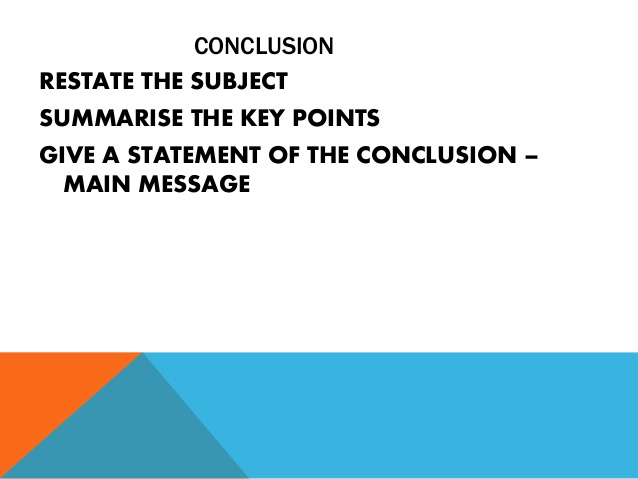 CONCLUSION
RESTATE THE SUBJECT
SUMMARISE THE KEY POINTS
GIVE A STATEMENT OF THE CONCLUSION –
MAIN MESSAGE